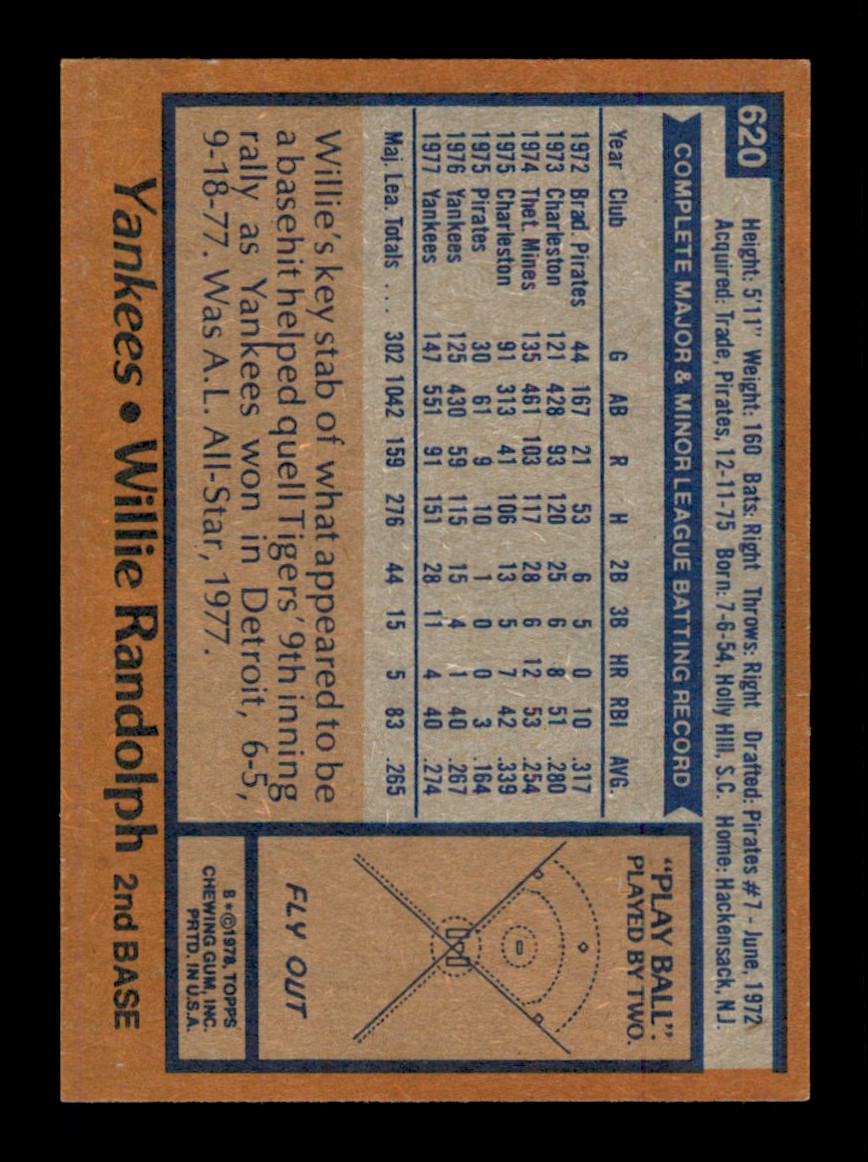 620
Height: 5'11" Weight: 160 Bats: Right Throws: Right Drafted: Pirates #7 - June, 1972
Acquired: Trade, Pirates, 12-11-75 Born: 7-6-54, Holly Hill, S.C. Home: Hackensack, N.J.
COMPLETE MAJOR & MINOR LEAGUE BATTING RECORD
Year Club G AB R H 2B 3B HR RBI AVG.
1972 Brad. Pirates 44 167 21 53 6 5 0 10 .317
1973 Charleston 121 428 93 120 25 6 8 51 .280
1974 Thet. Mines 135 461 103 117 28 6 12 53 .254
1975 Charleston 91 313 41 106 13 5 7 42 .339
1975 Pirates 30 61 9 10 1 0 0 3 .164
1976 Yankees 125 430 59 115 15 4 1 40 .267
1977 Yankees 147 551 91 151 28 11 4 40 .274
Maj. Lea. Totals .... 302 1042 159 276 44 15 5 83 .265
Willie's key stab of what appeared to be
a basehit helped quell Tigers' 9th inning
rally as Yankees won in Detroit, 6-5,
9-18-77. Was A.L. All-Star, 1977.
"PLAY BALL".
PLAYED BY TWO.
FLY OUT
B*©1978, TOPPS
CHEWING GUM, INC.
PRTD. IN U.S.A.
Yankees • Willie Randolph 2nd BASE